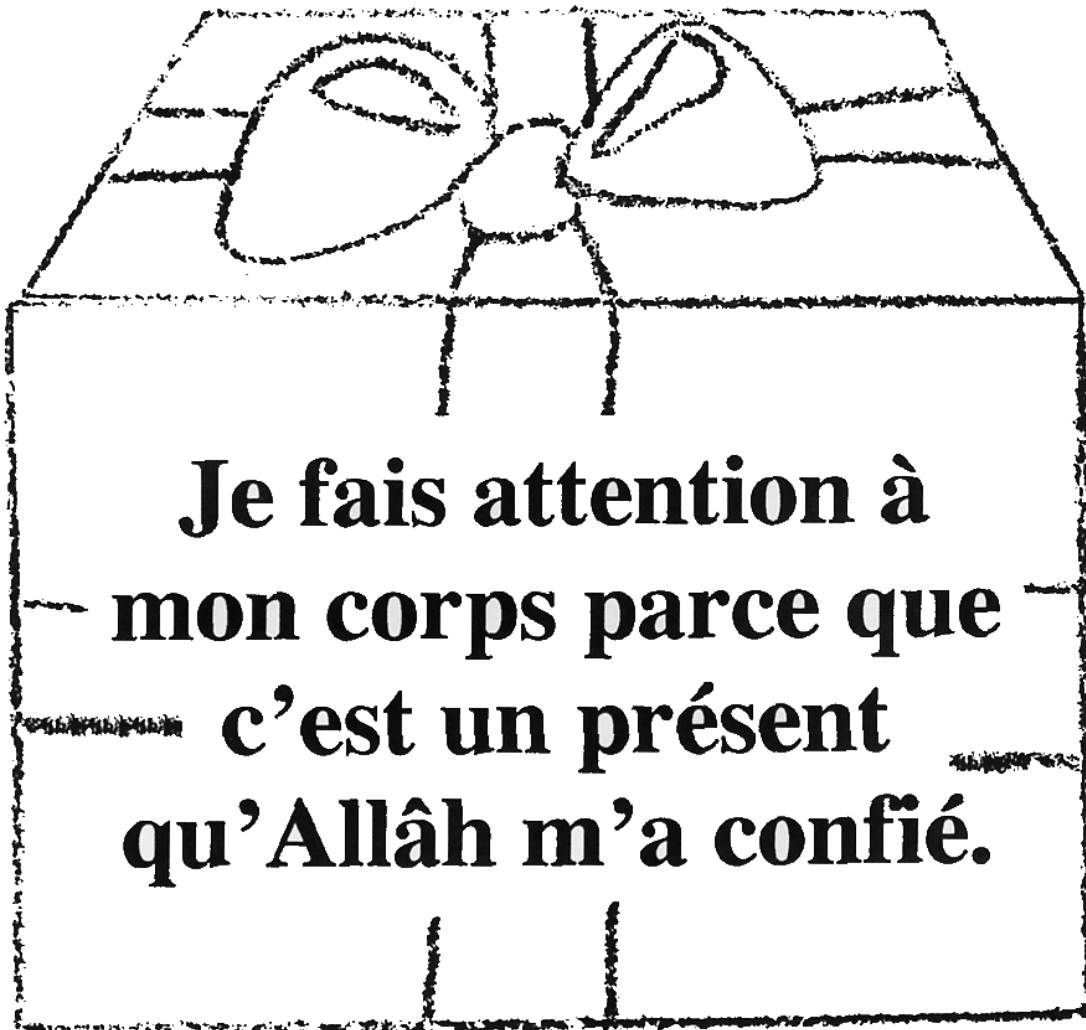 Je fais attention à
mon corps parce que
c’est un présent
qu’Allâh m’a confié.